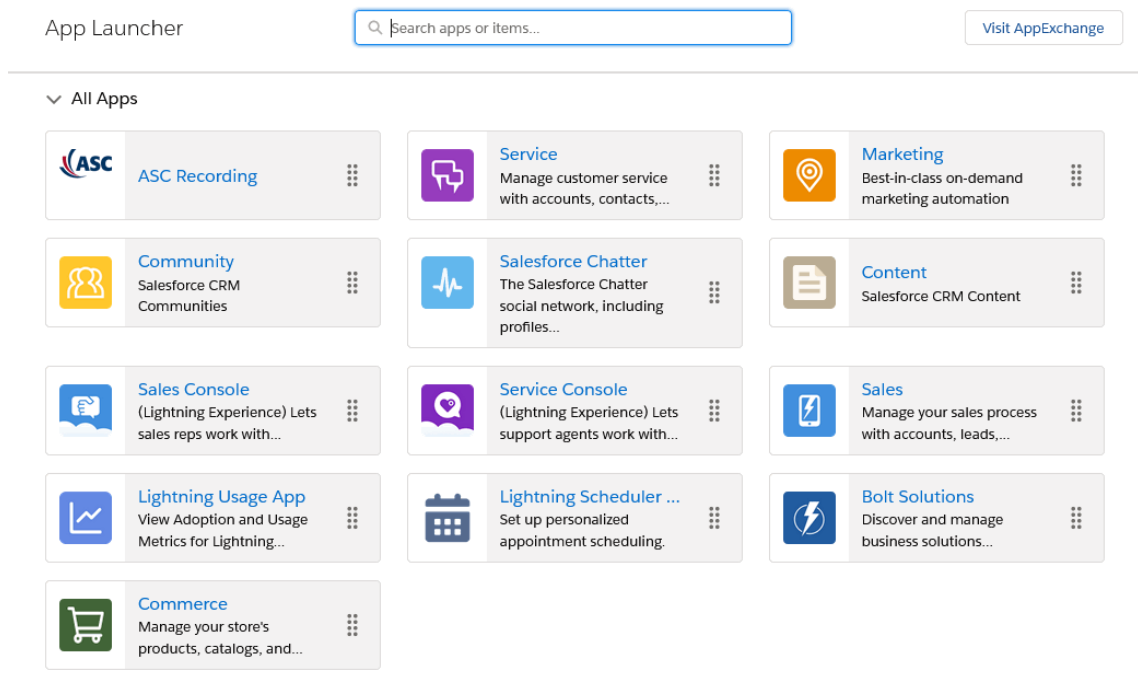 App Launcher
Search apps or items...
Visit AppExchange
All Apps
ASC
ASC Recording
Service
Manage customer service
with accounts, contacts,...
Marketing
Best-in-class on-demand
marketing automation
Community
Salesforce CRM
Communities
Salesforce Chatter
The Salesforce Chatter
social network, including
profiles...
Content
Salesforce CRM Content
Sales Console
(Lightning Experience) Lets
sales reps work with...
Service Console
(Lightning Experience) Lets
support agents work with...
Sales
Manage your sales process
with accounts, leads,...
Lightning Usage App
View Adoption and Usage
Metrics for Lightning...
Lightning Scheduler ...
Set up personalized
appointment scheduling.
Bolt Solutions
Discover and manage
business solutions...
Commerce
Manage your store's
products, catalogs, and...